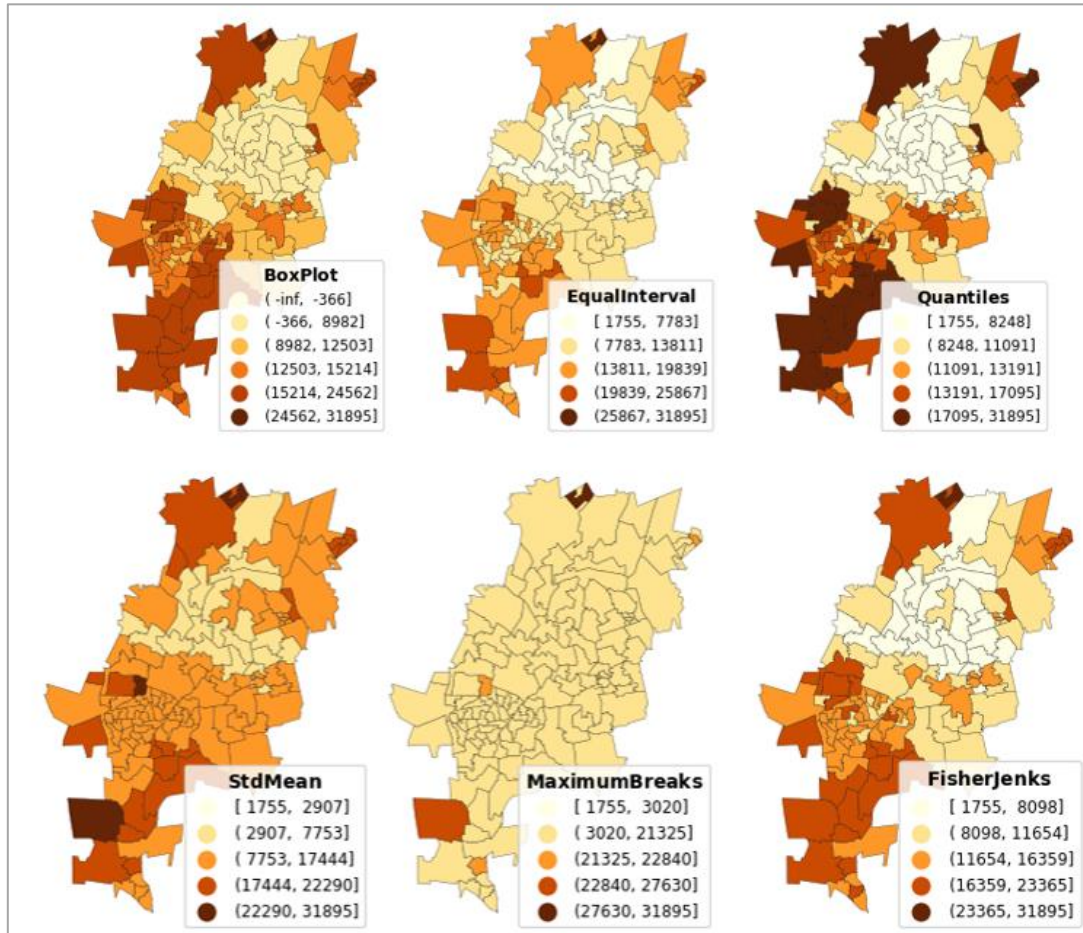 BoxPlot
( -inf,  -366]
( -366,  8982]
( 8982, 12503]
(12503, 15214]
(15214, 24562]
(24562, 31895]
EqualInterval
[ 1755,  7783]
( 7783, 13811]
(13811, 19839]
(19839, 25867]
(25867, 31895]
Quantiles
[ 1755,  8248]
( 8248, 11091]
(11091, 13191]
(13191, 17095]
(17095, 31895]
StdMean
[ 1755,  2907]
( 2907,  7753]
( 7753, 17444]
(17444, 22290]
(22290, 31895]
MaximumBreaks
[ 1755,  3020]
( 3020, 21325]
(21325, 22840]
(22840, 27630]
(27630, 31895]
FisherJenks
[ 1755,  8098]
( 8098, 11654]
(11654, 16359]
(16359, 23365]
(23365, 31895]